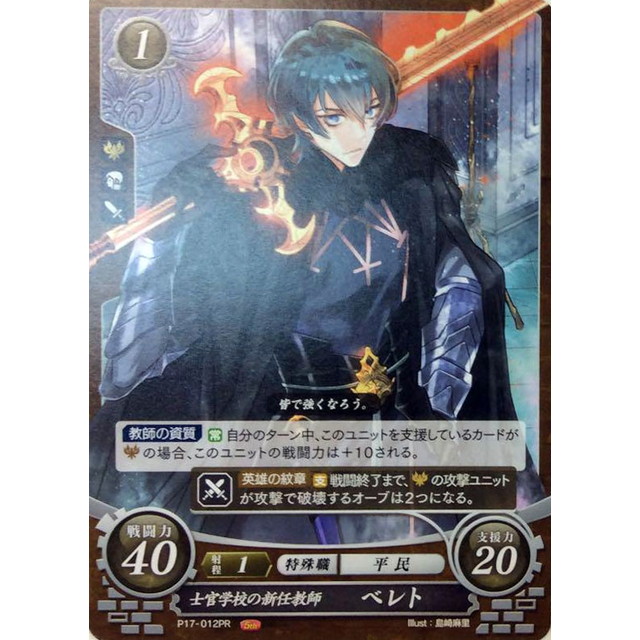 1
皆で強くなろう。
教師の資質 常 自分のターン中、このユニットを支援しているカードが
の場合、このユニットの戦闘力は+10される。
英雄の紋章 支 戦闘終了まで、の攻撃ユニット
が攻撃で破壊するオーブは2つになる。
戦闘力
40
射程 1
特殊職 平民
支援力
20
士官学校の新任教師 ベレト
P17-012PR
Illust:島崎麻里